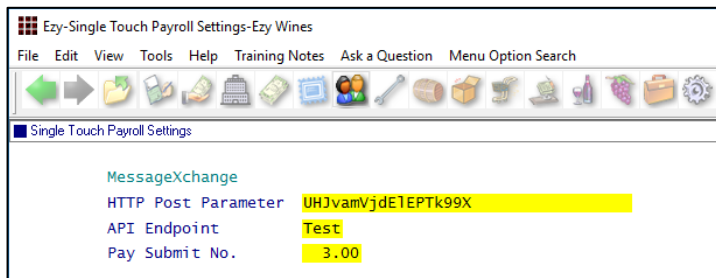 Ezy-Single Touch Payroll Settings-Ezy Wines
File Edit View Tools Help Training Notes Ask a Question Menu Option Search
Single Touch Payroll Settings
MessageXchange
HTTP Post Parameter UHJvamVjdElEPTk99X
API Endpoint Test
Pay Submit No. 3.00